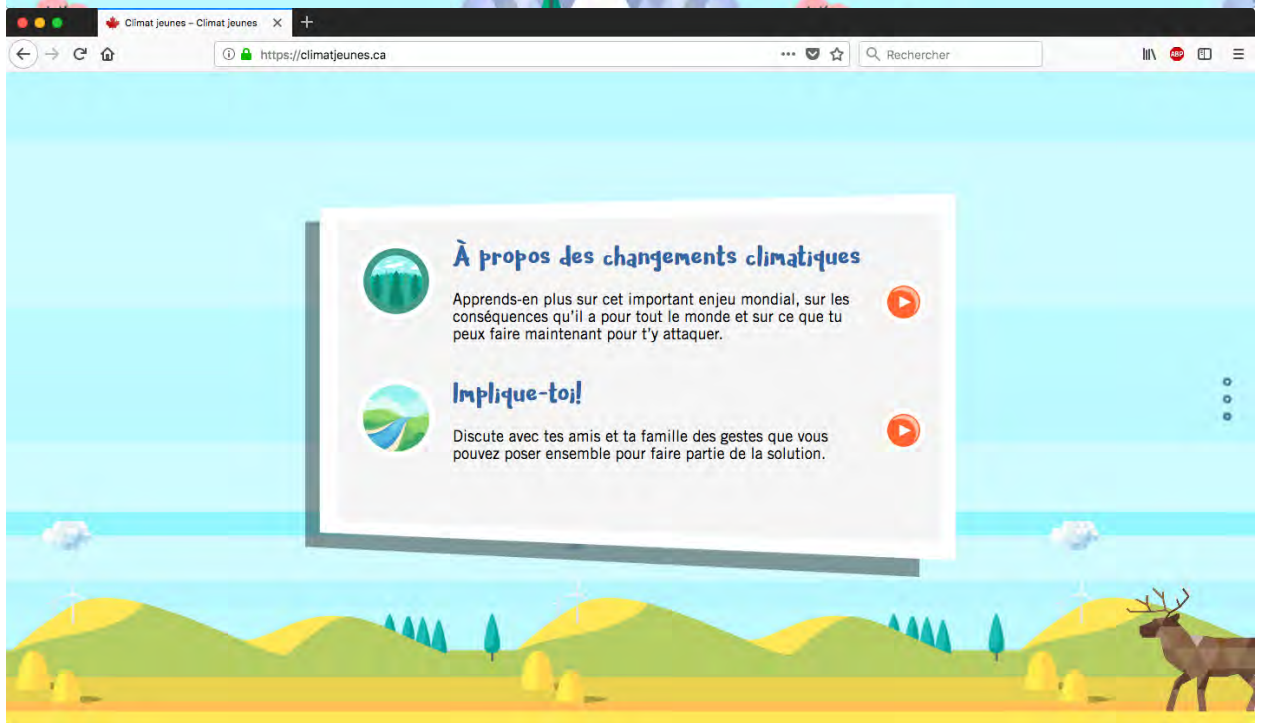 Climat jeunes – Climat jeunes
https://climatjeunes.ca
Rechercher
ABP
À propos des changements climatiques
Apprends-en plus sur cet important enjeu mondial, sur les
conséquences qu'il a pour tout le monde et sur ce que tu
peux faire maintenant pour t'y attaquer.
Implique-toi!
Discute avec tes amis et ta famille des gestes que vous
pouvez poser ensemble pour faire partie de la solution.